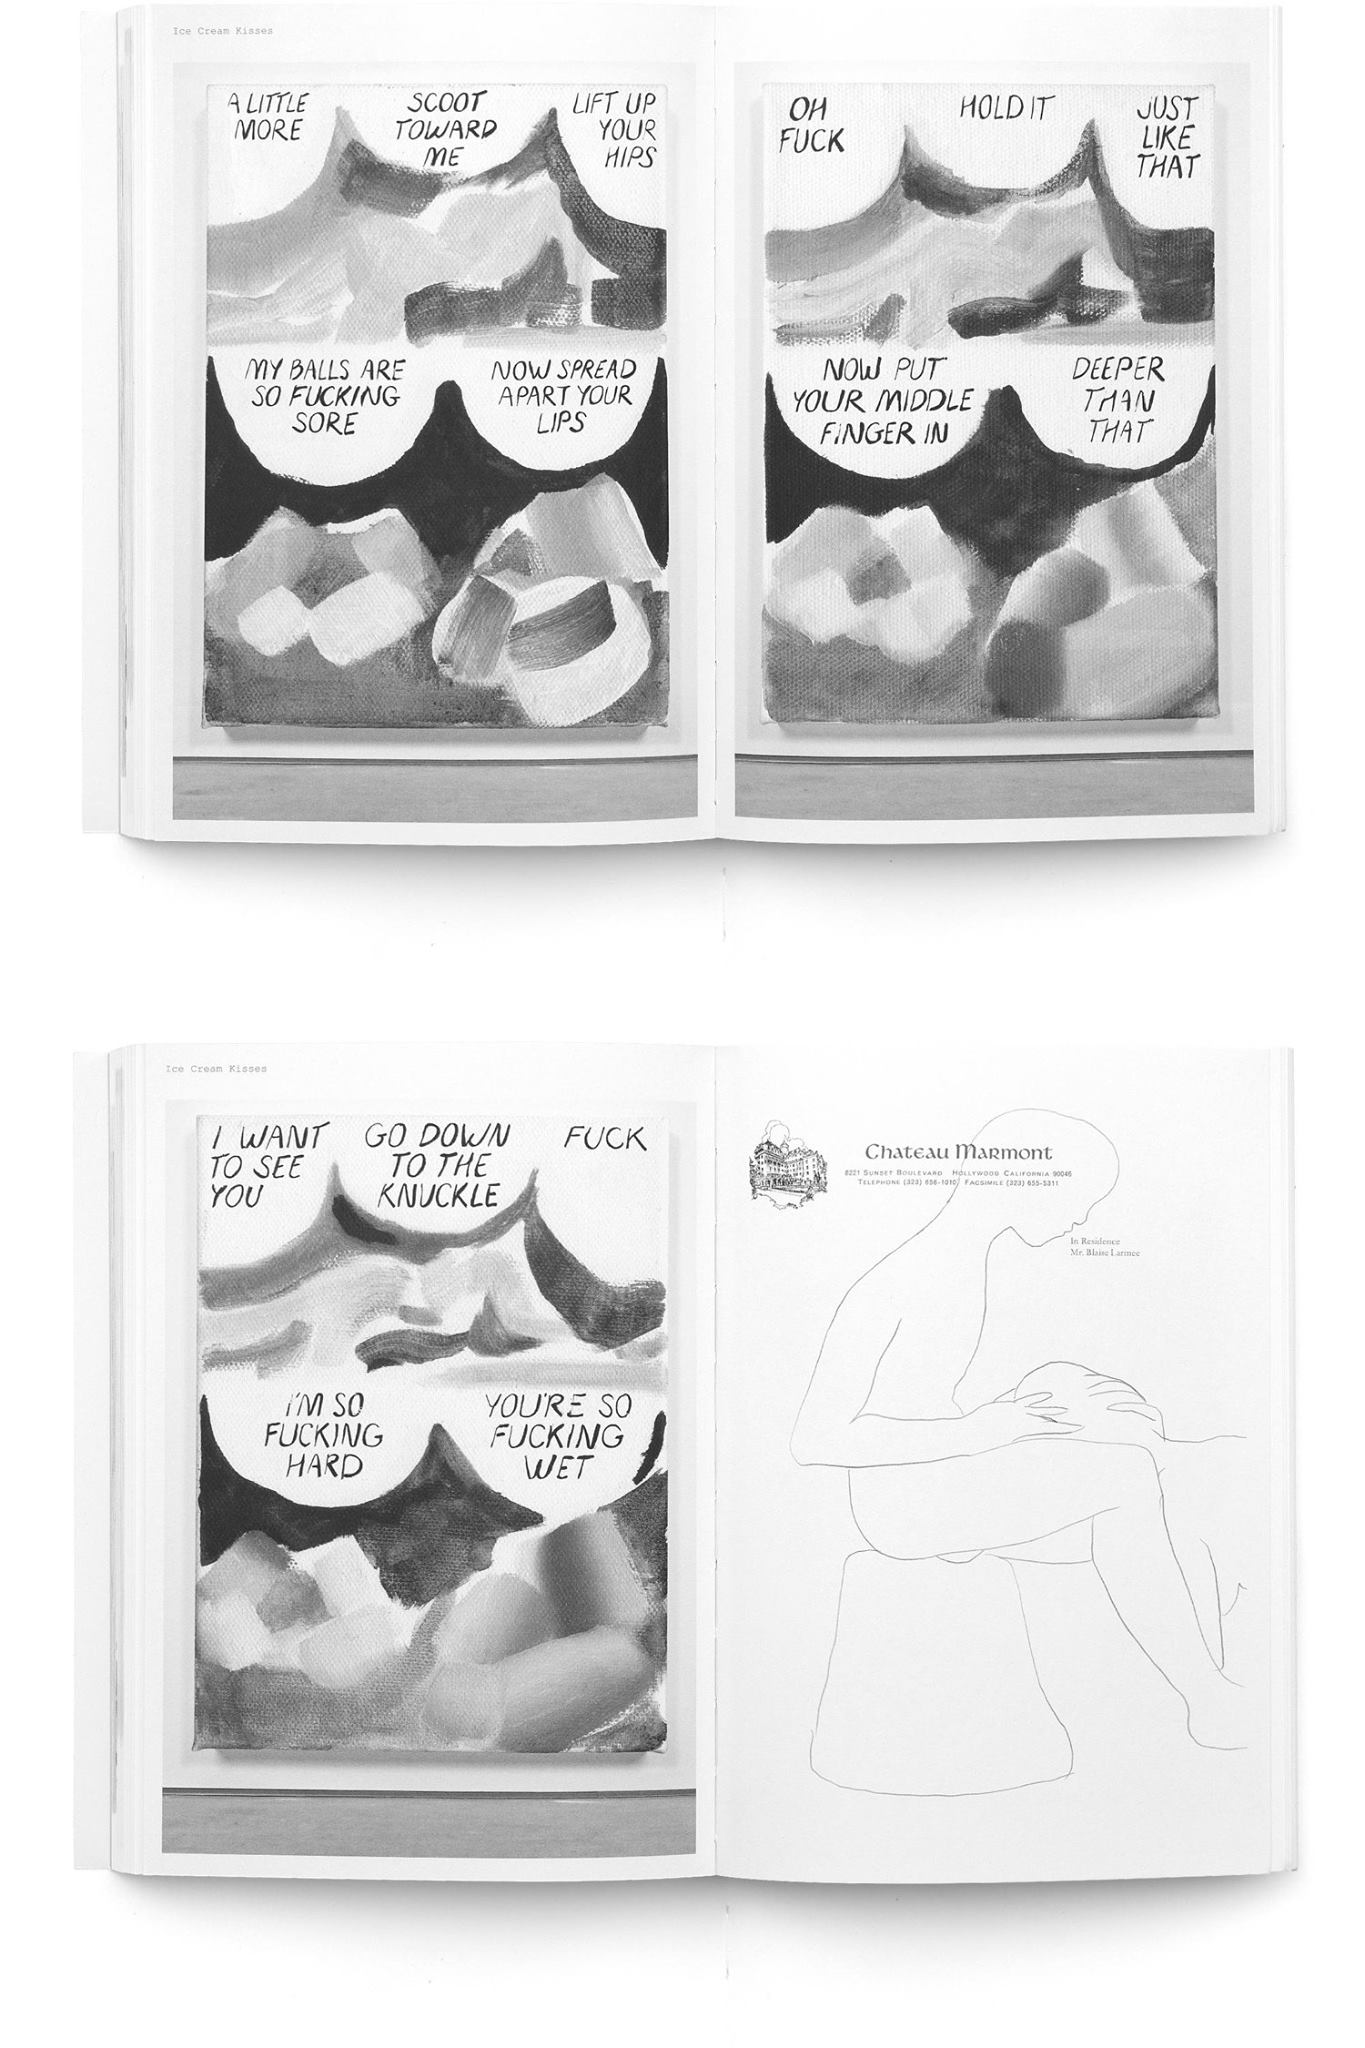 Ice Cream Kisses
A LITTLE
MORE
SCOOT
TOWARD
ME
LIFT UP
YOUR
HIPS
MY BALLS ARE
SO FUCKING
SORE
NOW SPREAD
APART YOUR
LIPS
OH
FUCK
HOLD IT
JUST
LIKE
THAT
NOW PUT
YOUR MIDDLE
FINGER IN
DEEPER
THAN
THAT
Ice Cream Kisses
I WANT
TO SEE
YOU
GO DOWN
TO THE
KNUCKLE
FUCK
I'M SO
FUCKING
HARD
YOU'RE SO
FUCKING
WET
Chateau Marmont
8221 Sunset Boulevard Hollywood California 90046
Telephone (323) 656-1010 Facsimile (323) 655-5311
In Residence
Mr. Blaise Larmee